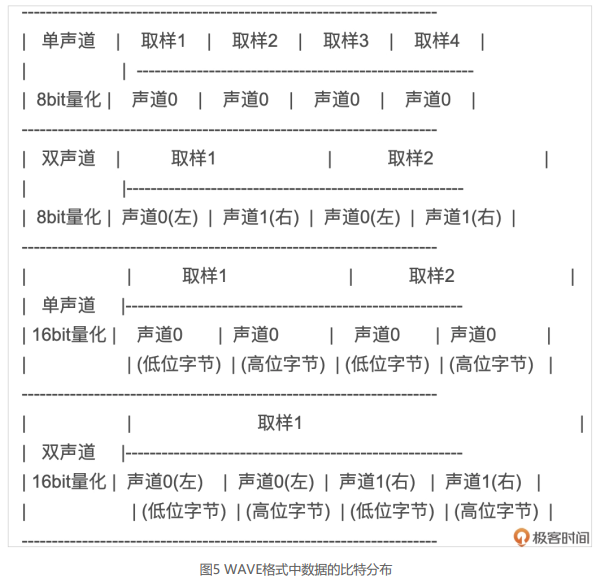 ----------------------------------------------------------------------
| 单声道 | 取样1 | 取样2 | 取样3 | 取样4 |
| | ---------------------------------------------------------
| 8bit量化 | 声道0 | 声道0 | 声道0 | 声道0 |
----------------------------------------------------------------------
| 双声道 | 取样1 | 取样2 |
| |---------------------------------------------------------
| 8bit量化 | 声道0(左) | 声道1(右) | 声道0(左) | 声道1(右) |
----------------------------------------------------------------------
| | 取样1 | 取样2 |
| 单声道 |---------------------------------------------------------
| 16bit量化 | 声道0 | 声道0 | 声道0 | 声道0 |
| | (低位字节) | (高位字节) | (低位字节) | (高位字节) |
----------------------------------------------------------------------
| | 取样1 |
| 双声道 |---------------------------------------------------------
| 16bit量化 | 声道0(左) | 声道0(左) | 声道1(右) | 声道1(右) |
| | (低位字节) | (高位字节) | (低位字节) | (高位字节) |
----------------------------------------------------------------------
极客时间
图5 WAVE格式中数据的比特分布